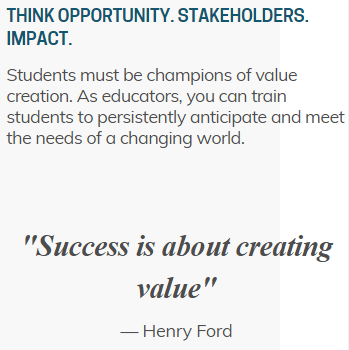 THINK OPPORTUNITY. STAKEHOLDERS.
IMPACT.
Students must be champions of value
creation. As educators, you can train
students to persistently anticipate and meet
the needs of a changing world.
"Success is about creating
value"
— Henry Ford